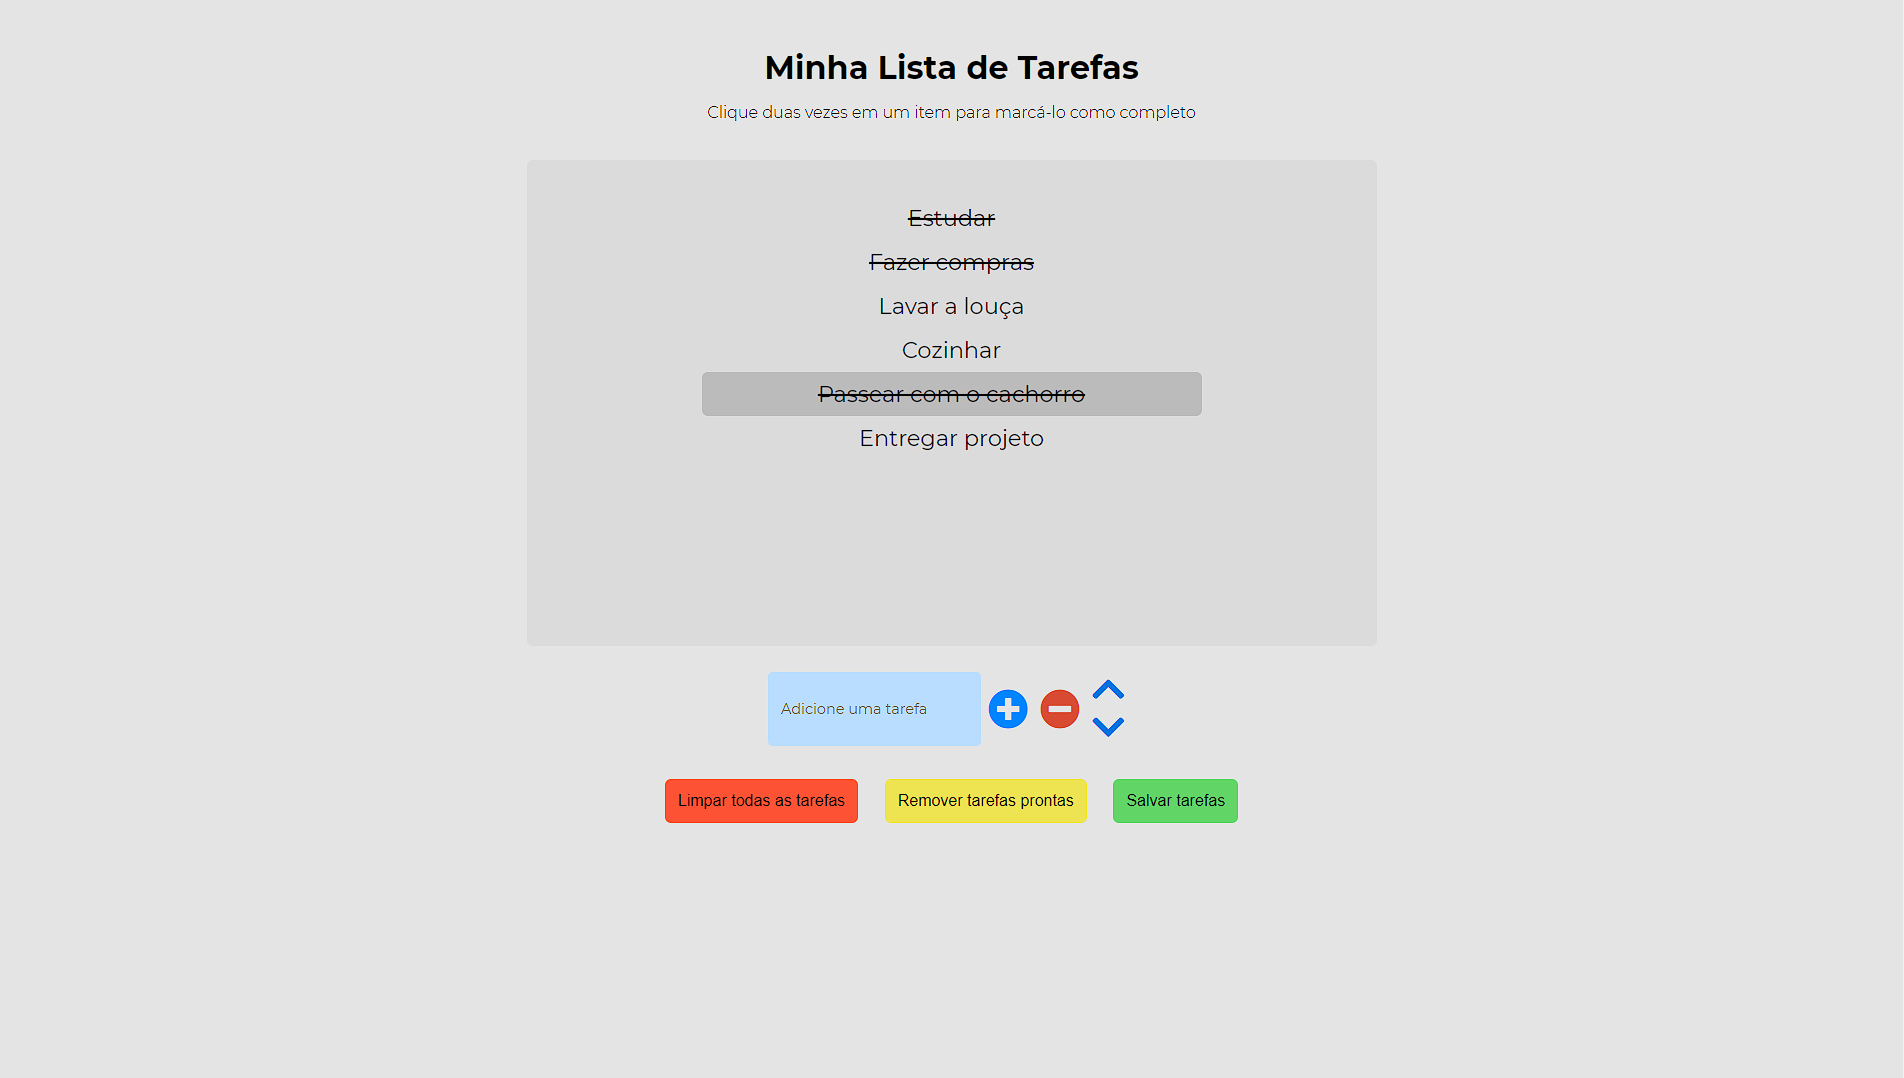 Minha Lista de Tarefas
Clique duas vezes em um item para marcá-lo como completo
Estudar
Fazer compras
Lavar a louça
Cozinhar
Passear com o cachorro
Entregar projeto
Adicione uma tarefa
Limpar todas as tarefas
Remover tarefas prontas
Salvar tarefas